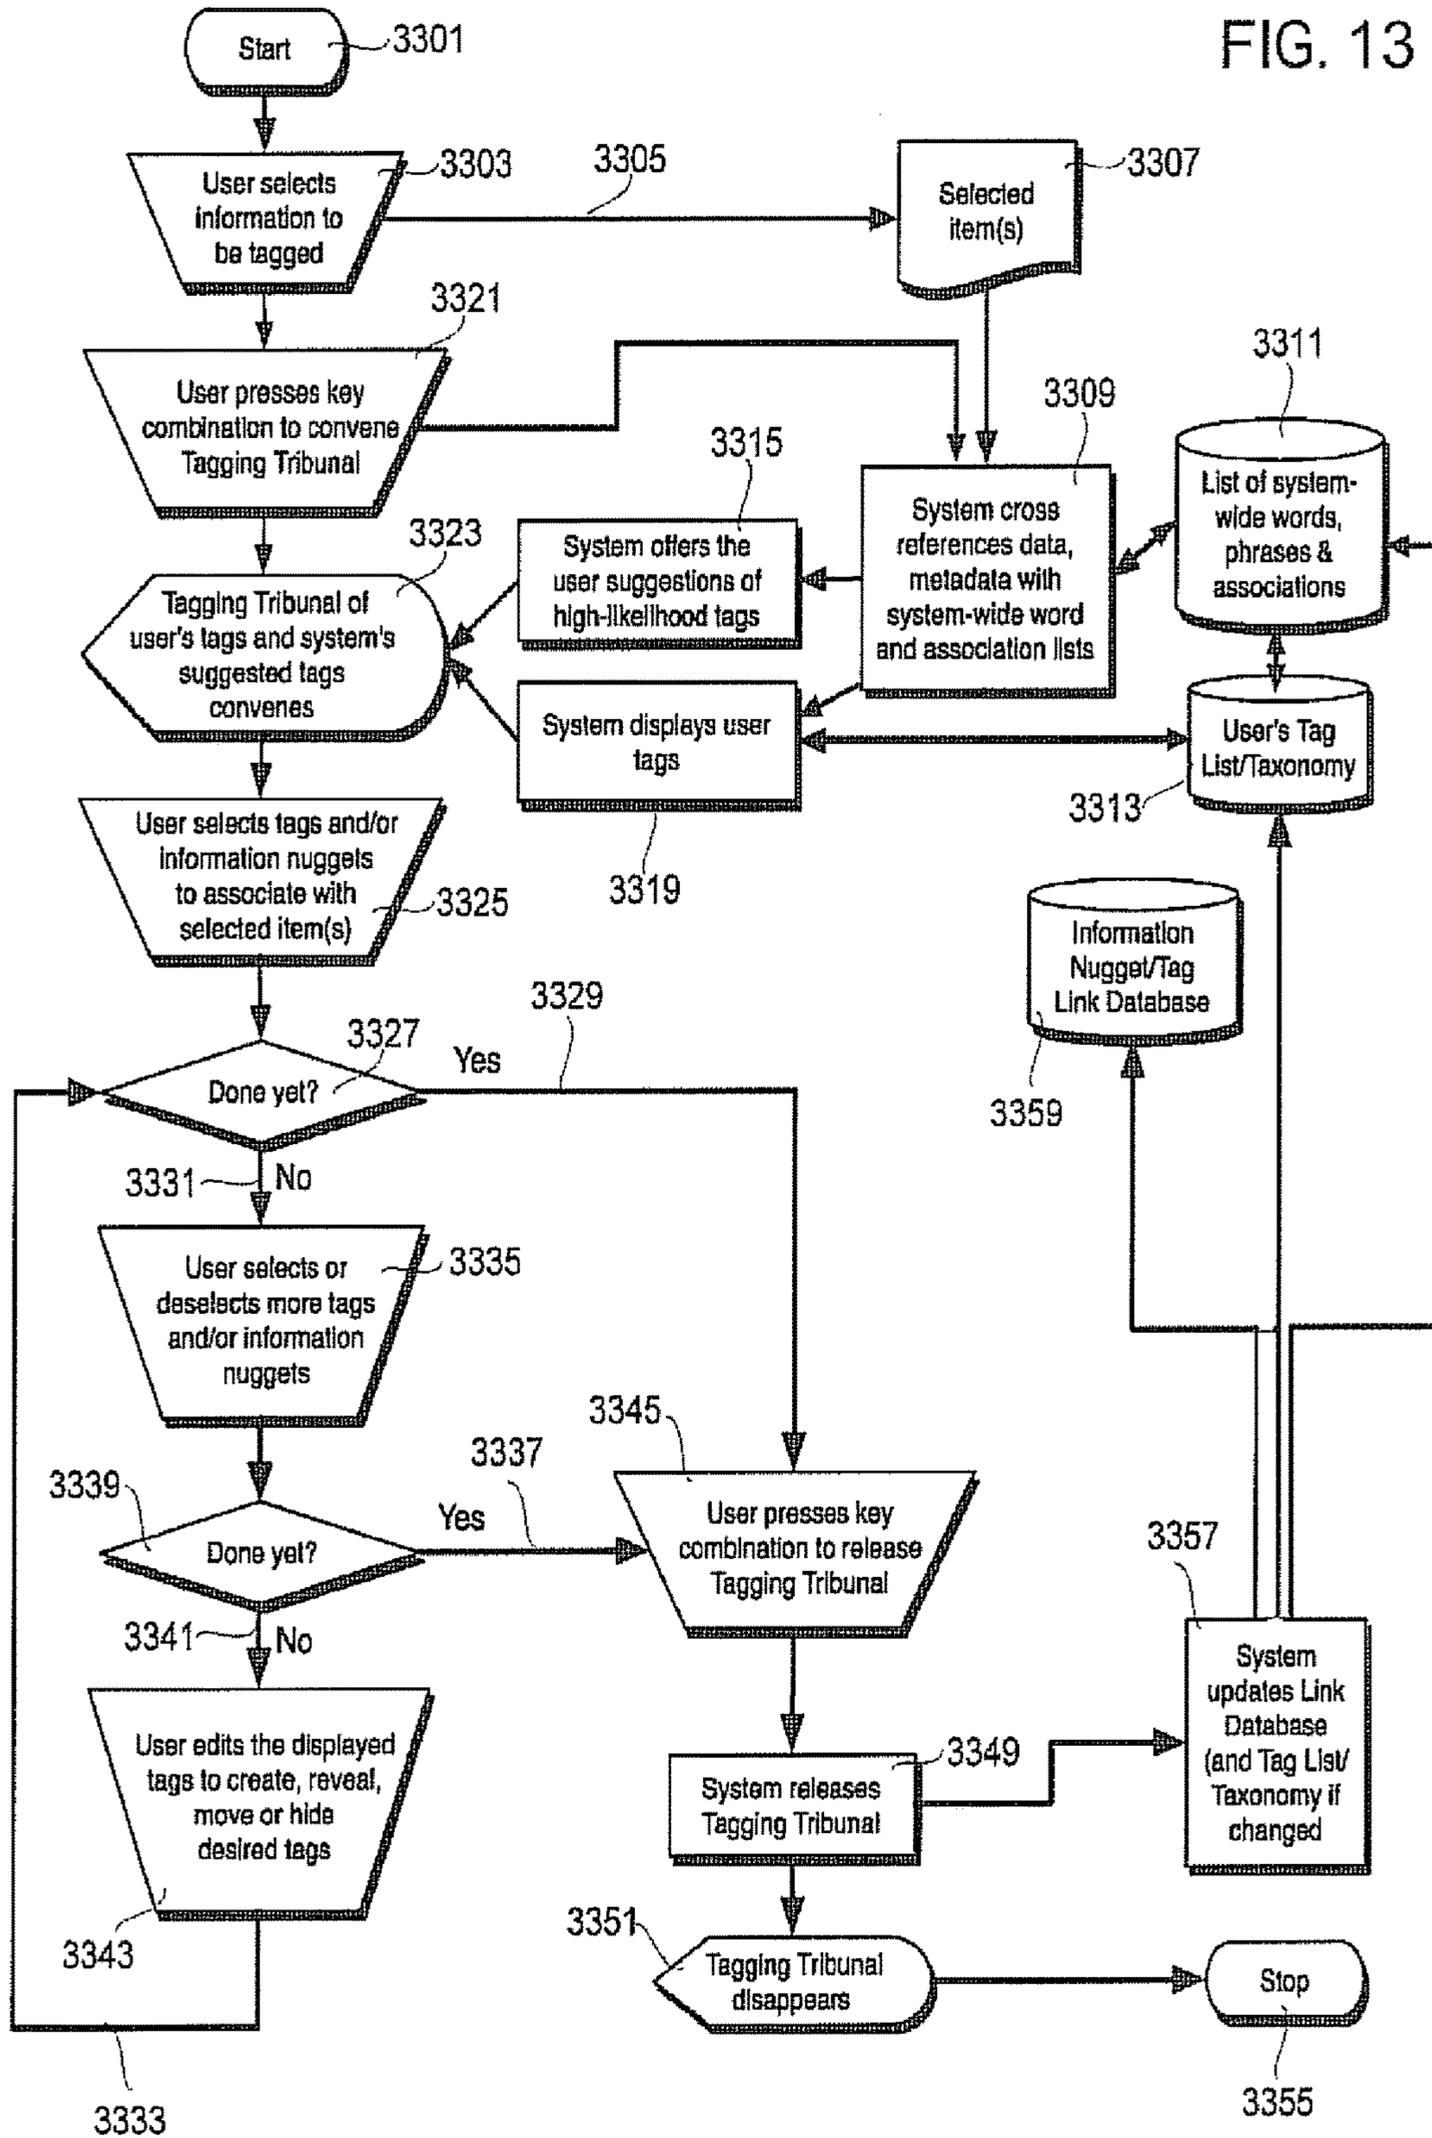 FIG. 13
Start
3301
User selects
information to
be tagged
3303
3305
Selected
item(s)
3307
3321
User presses key
combination to convene
Tagging Tribunal
3323
Tagging Tribunal of
user's tags and system's
suggested tags
convenes
3315
System offers the
user suggestions of
high-likelihood tags
System displays user
tags
3319
3309
System cross
references data,
metadata with
system-wide word
and association lists
3311
List of system-
wide words,
phrases &
associations
User's Tag
List/Taxonomy
3313
User selects tags and/or
information nuggets
to associate with
selected item(s)
3325
Information
Nugget/Tag
Link Database
3359
3327
Done yet?
Yes
3329
3331
No
User selects or
deselects more tags
and/or information
nuggets
3335
3339
Done yet?
Yes
3337
3341
No
User edits the displayed
tags to create, reveal,
move or hide
desired tags
3343
3333
3345
User presses key
combination to release
Tagging Tribunal
System releases
Tagging Tribunal
3349
3357
System
updates Link
Database
(and Tag List/
Taxonomy if
changed
3351
Tagging Tribunal
disappears
Stop
3355